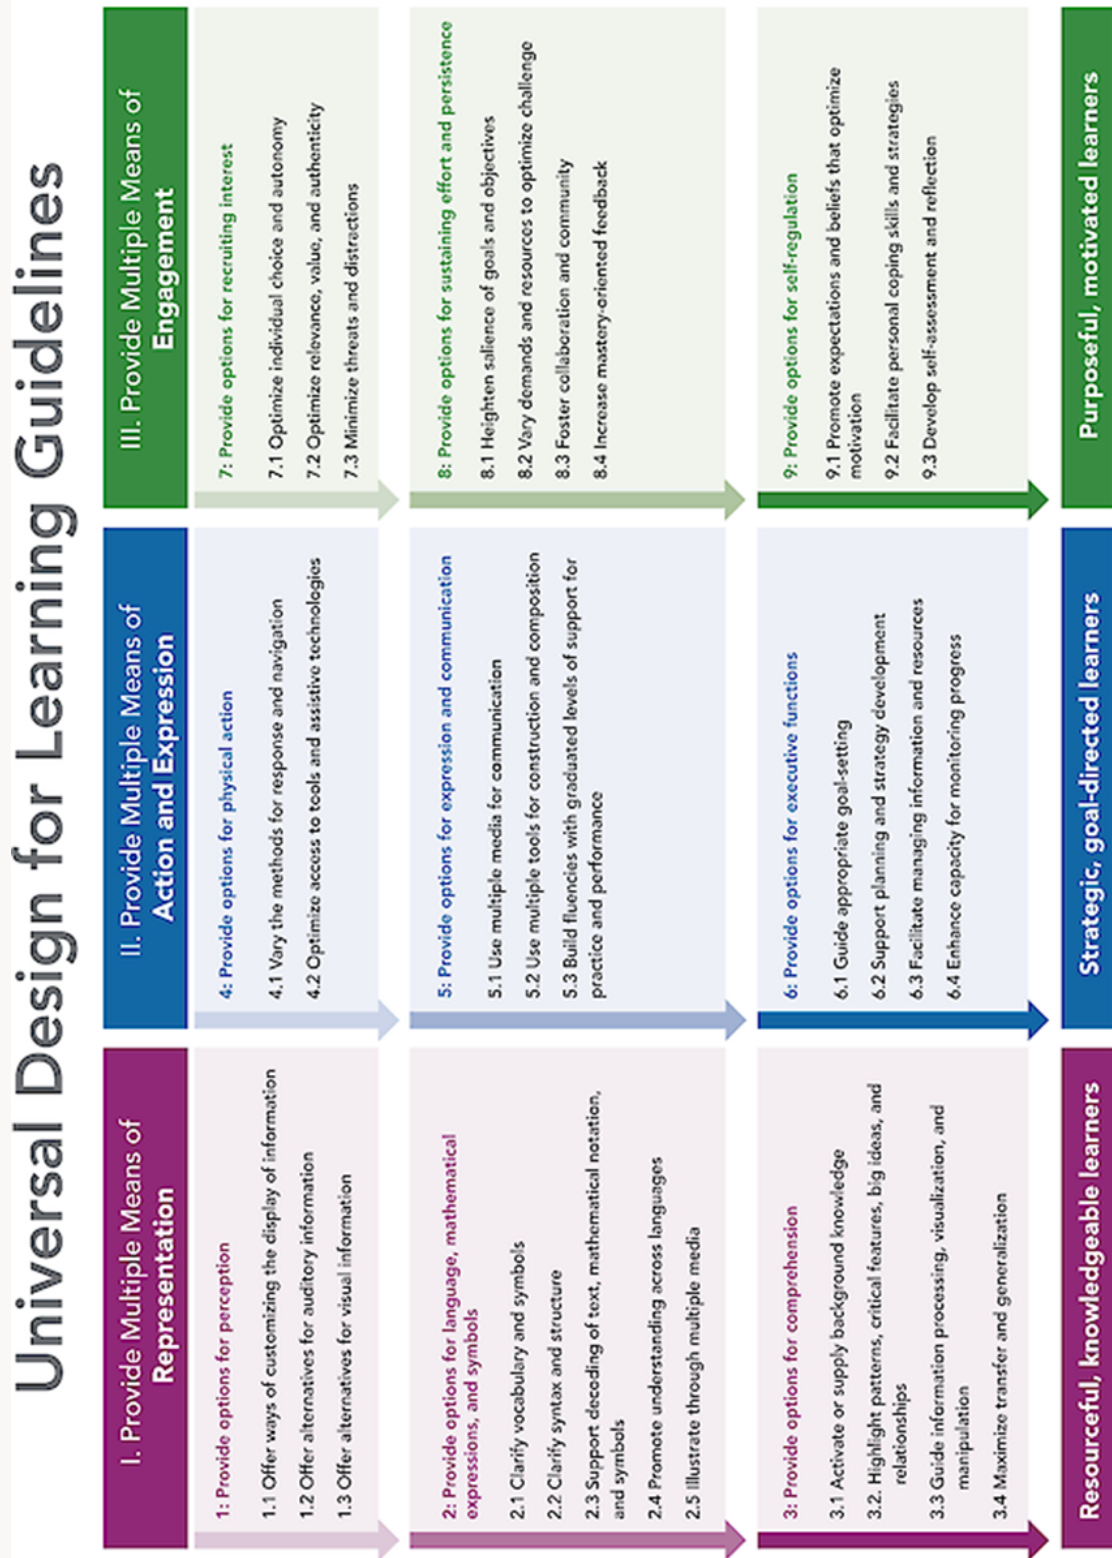 Universal Design for Learning Guidelines
I. Provide Multiple Means of
Representation
1: Provide options for perception
1.1 Offer ways of customizing the display of information
1.2 Offer alternatives for auditory information
1.3 Offer alternatives for visual information
2: Provide options for language, mathematical
expressions, and symbols
2.1 Clarify vocabulary and symbols
2.2 Clarify syntax and structure
2.3 Support decoding of text, mathematical notation,
and symbols
2.4 Promote understanding across languages
2.5 Illustrate through multiple media
3: Provide options for comprehension
3.1 Activate or supply background knowledge
3.2. Highlight patterns, critical features, big ideas, and
relationships
3.3 Guide information processing, visualization, and
manipulation
3.4 Maximize transfer and generalization
Resourceful, knowledgeable learners
II. Provide Multiple Means of
Action and Expression
4: Provide options for physical action
4.1 Vary the methods for response and navigation
4.2 Optimize access to tools and assistive technologies
5: Provide options for expression and communication
5.1 Use multiple media for communication
5.2 Use multiple tools for construction and composition
5.3 Build fluencies with graduated levels of support for
practice and performance
6: Provide options for executive functions
6.1 Guide appropriate goal-setting
6.2 Support planning and strategy development
6.3 Facilitate managing information and resources
6.4 Enhance capacity for monitoring progress
Strategic, goal-directed learners
III. Provide Multiple Means of
Engagement
7: Provide options for recruiting interest
7.1 Optimize individual choice and autonomy
7.2 Optimize relevance, value, and authenticity
7.3 Minimize threats and distractions
8: Provide options for sustaining effort and persistence
8.1 Heighten salience of goals and objectives
8.2 Vary demands and resources to optimize challenge
8.3 Foster collaboration and community
8.4 Increase mastery-oriented feedback
9: Provide options for self-regulation
9.1 Promote expectations and beliefs that optimize
motivation
9.2 Facilitate personal coping skills and strategies
9.3 Develop self-assessment and reflection
Purposeful, motivated learners